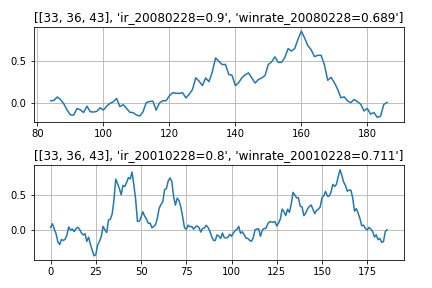 [[33, 36, 43], 'ir_20080228=0.9', 'winrate_20080228=0.689']
0.5
0.0
80 100 120 140 160 180
[[33, 36, 43], 'ir_20010228=0.8', 'winrate_20010228=0.711']
0.5
0.0
0 25 50 75 100 125 150 175